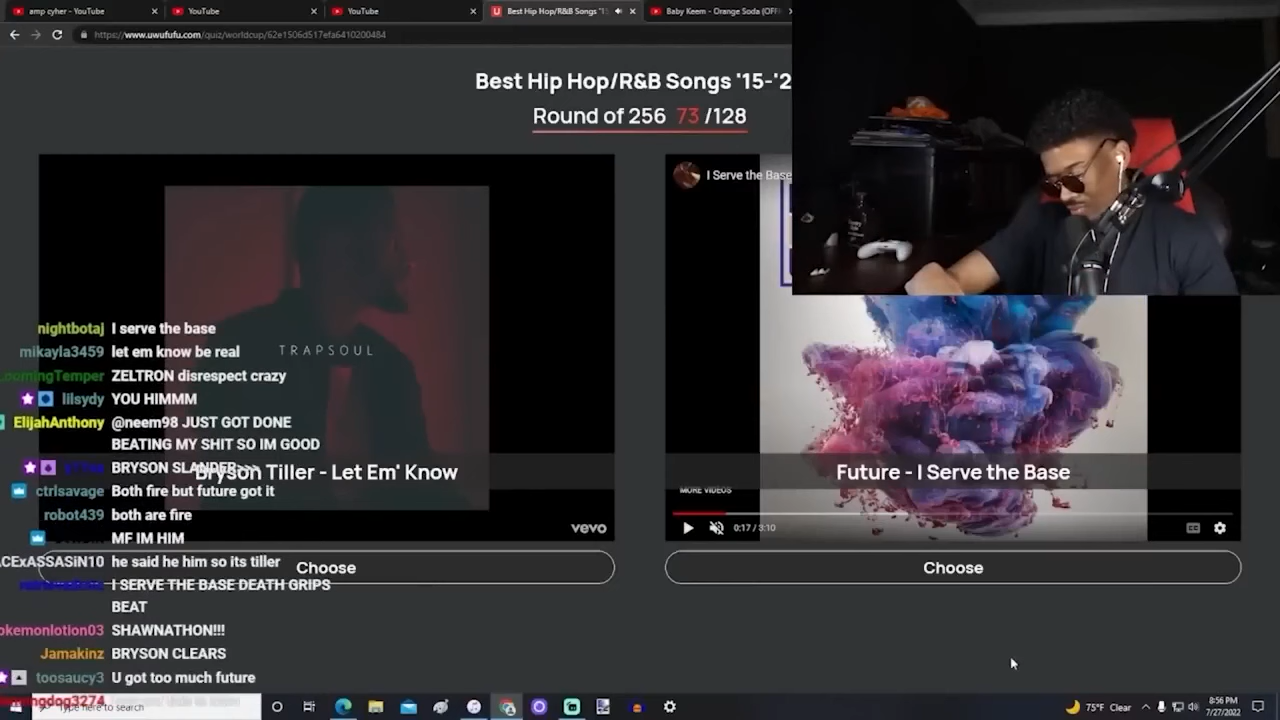 amp cyher - YouTube
YouTube
YouTube
Best Hip Hop/R&B Songs '15
Baby Keem - Orange Soda (OFF
https://www.uwufufu.com/quiz/worldcup/62e1506d517efa6410200484
Best Hip Hop/R&B Songs '15-'2
Round of 256 73 /128
I Serve the Base
TRAPSOUL
Bryson Tiller - Let Em' Know
vevo
Choose
Future - I Serve the Base
MORE VIDEOS
0:17 / 3:10
Choose
nightbotaj I serve the base
mikayla3459 let em know be real
LoomingTemper ZELTRON disrespect crazy
lilsydy YOU HIMMM
ElijahAnthony @neem98 JUST GOT DONE
BEATING MY SHIT SO IM GOOD
BRYSON SLANDER>>>
ctrlsavage Both fire but future got it
robot439 both are fire
MF IM HIM
ACExASSASiN10 he said he him so its tiller
I SERVE THE BASE DEATH GRIPS
BEAT
okemonlotion03 SHAWNATHON!!!
Jamakinz BRYSON CLEARS
toosaucy3 U got too much future
Type here to search
75°F Clear
8:56 PM
7/27/2022